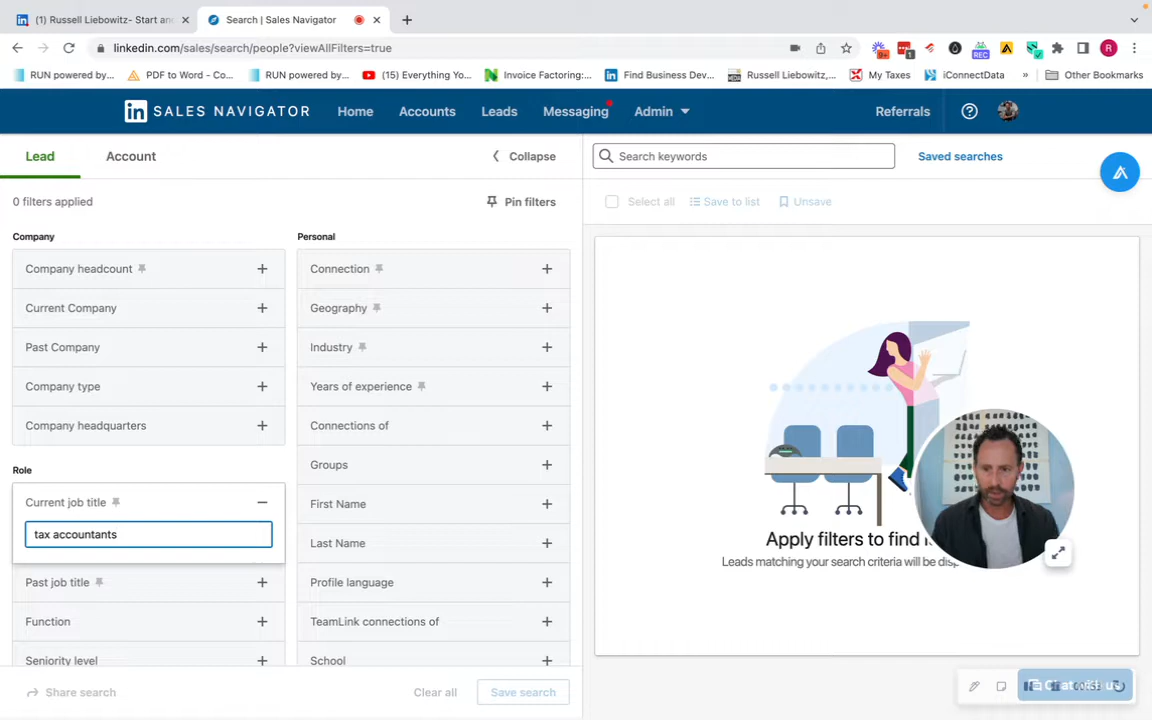 (1) Russell Liebowitz- Start an
Search | Sales Navigator
linkedin.com/sales/search/people?viewAllFilters=true
RUN powered by...
PDF to Word - Co...
RUN powered by...
(15) Everything Yo...
Invoice Factoring:...
Find Business Dev...
Russell Liebowitz,...
My Taxes
iConnectData
»
Other Bookmarks
in SALES NAVIGATOR
Home
Accounts
Leads
Messaging
Admin
Referrals
Lead
Account
Collapse
Search keywords
Saved searches
0 filters applied
Pin filters
Select all
Save to list
Unsave
Company
Personal
Company headcount
Current Company
Past Company
Company type
Company headquarters
Role
Current job title
tax accountants
Past job title
Function
Seniority level
Connection
Geography
Industry
Years of experience
Connections of
Groups
First Name
Last Name
Profile language
TeamLink connections of
School
Apply filters to find
Leads matching your search criteria will be
Share search
Clear all
Save search
Chat with us
REC
R